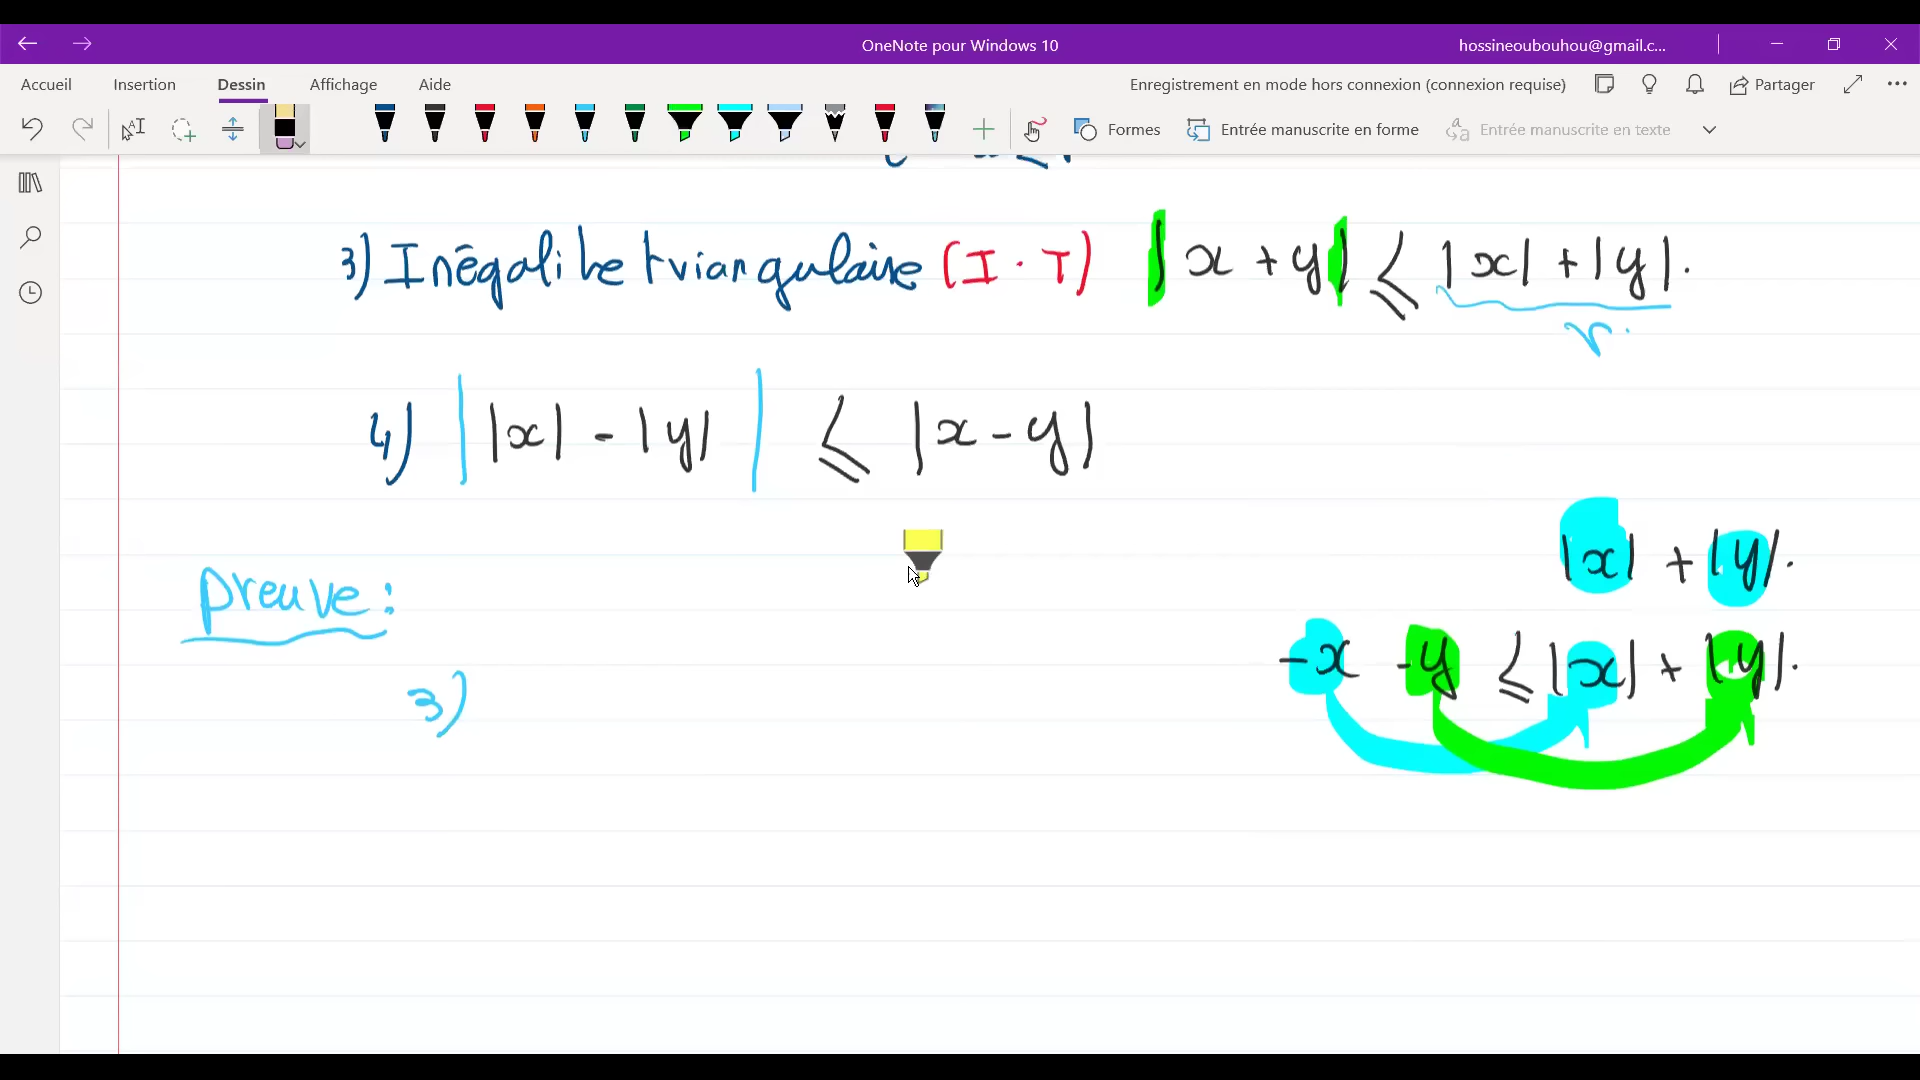 OneNote pour Windows 10
hossineoubouhou@gmail.c...
Accueil Insertion Dessin Affichage Aide
Enregistrement en mode hors connexion (connexion requise) Partager
Formes Entrée manuscrite en forme Entrée manuscrite en texte
3) Inégalite triangulaire (I·T) |x+y| ≤ |x|+|y|.
r
4) ||x| - |y|| ≤ |x-y|
|x| + |y|.
Preuve:
-x -y ≤ |x| + |y|.
3)